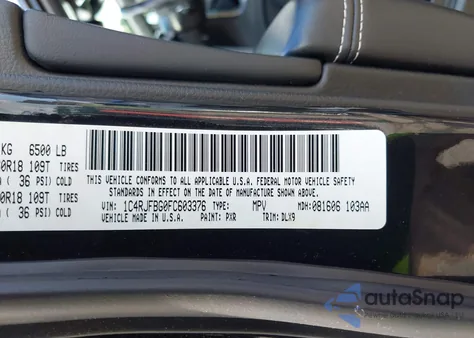 KG 6500 LB
0R18 109T TIRES
( 36 PSI) COLD
0R18 109T
( 36 PSI) COLD
THIS VEHICLE CONFORMS TO ALL APPLICABLE U.S.A. FEDERAL MOTOR VEHICLE SAFETY
STANDARDS IN EFFECT ON THE DATE OF MANUFACTURE SHOWN ABOVE.
VIN: 1C4RJFBG0FC603376 TYPE: MPV MDH: 081606 103AA
MADE IN U.S.A. PAINT: PXR TRIM: DLX9
autoSnap